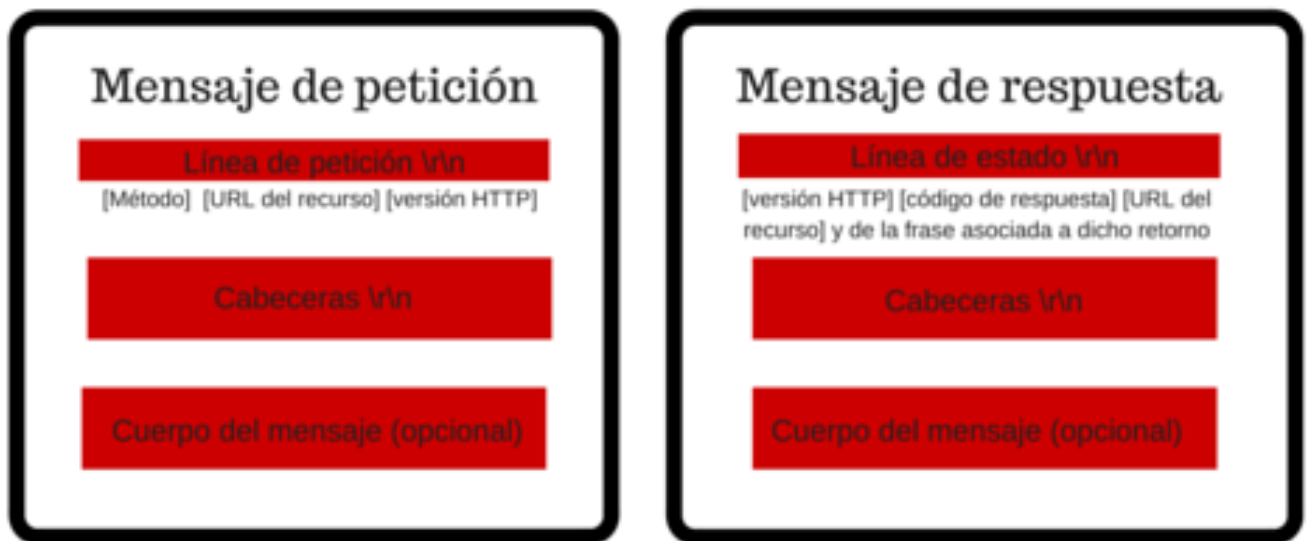 Mensaje de petición
Línea de petición \r\n
[Método] [URL del recurso] [versión HTTP]
Cabeceras \r\n
Cuerpo del mensaje (opcional)
Mensaje de respuesta
Línea de estado \r\n
[versión HTTP] [código de respuesta] [URL del
recurso] y de la frase asociada a dicho retorno
Cabeceras \r\n
Cuerpo del mensaje (opcional)